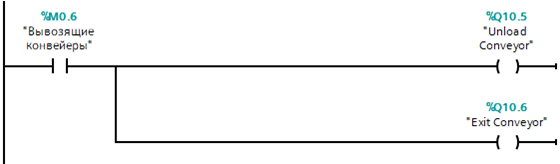 %M0.6
"Вывозящие
конвейеры"
%Q10.5
"Unload
Conveyor"
%Q10.6
"Exit Conveyor"